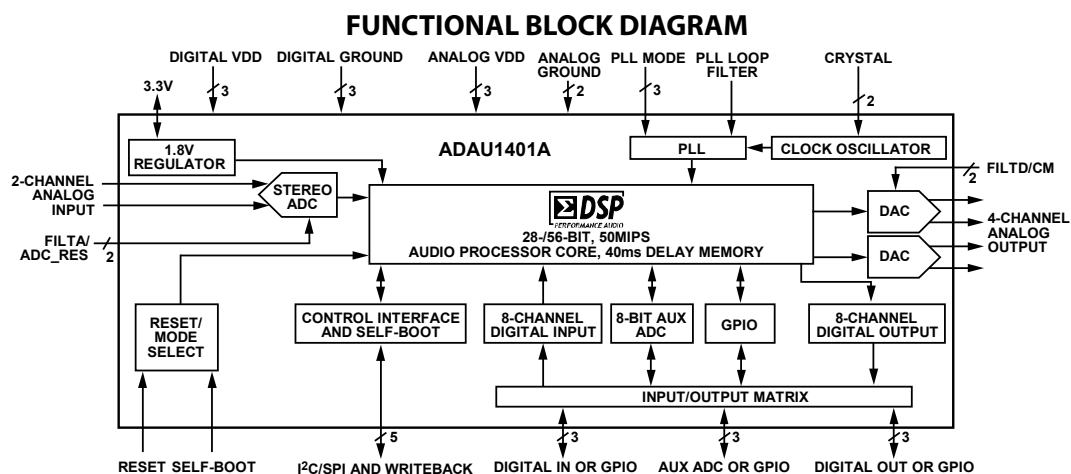 FUNCTIONAL BLOCK DIAGRAM
DIGITAL VDD
DIGITAL GROUND
ANALOG VDD
ANALOG
GROUND
PLL MODE
PLL LOOP
FILTER
CRYSTAL
3.3V
3
3
3
2
3
2
1.8V
REGULATOR
ADAU1401A
PLL
CLOCK OSCILLATOR
2-CHANNEL
ANALOG
INPUT
STEREO
ADC
FILTA/
ADC_RES
2
ΣDSP
PERFORMANCE AUDIO
28-/56-BIT, 50MIPS
AUDIO PROCESSOR CORE, 40ms DELAY MEMORY
FILTD/CM
2
DAC
DAC
4-CHANNEL
ANALOG
OUTPUT
RESET/
MODE
SELECT
CONTROL INTERFACE
AND SELF-BOOT
8-CHANNEL
DIGITAL INPUT
8-BIT AUX
ADC
GPIO
8-CHANNEL
DIGITAL OUTPUT
INPUT/OUTPUT MATRIX
5
3
3
3
RESET
SELF-BOOT
I²C/SPI AND WRITEBACK
DIGITAL IN OR GPIO
AUX ADC OR GPIO
DIGITAL OUT OR GPIO